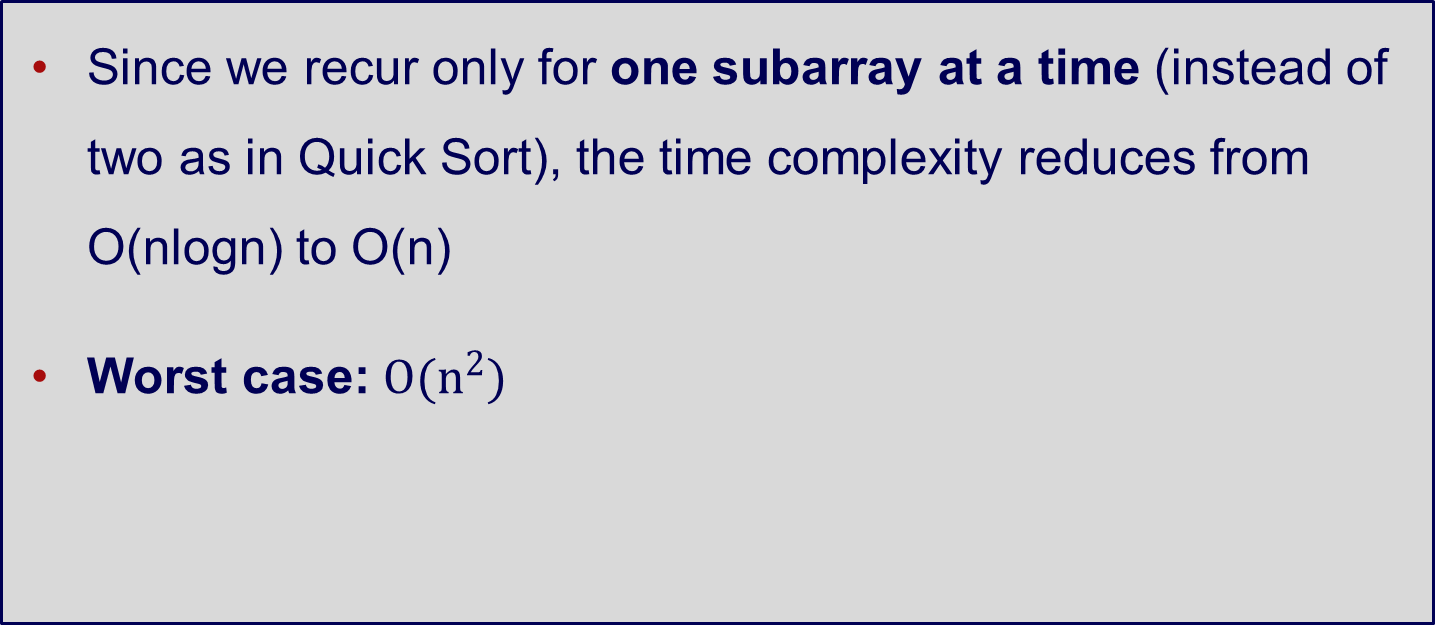 • Since we recur only for one subarray at a time (instead of
two as in Quick Sort), the time complexity reduces from
O(nlogn) to O(n)
• Worst case: O(n²)